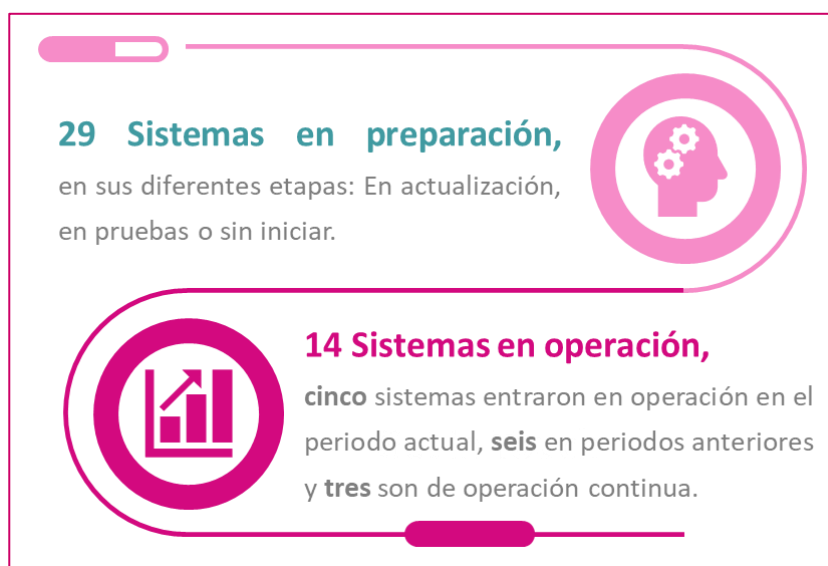 29 Sistemas en preparación,
en sus diferentes etapas: En actualización,
en pruebas o sin iniciar.
14 Sistemas en operación,
cinco sistemas entraron en operación en el
periodo actual, seis en periodos anteriores
y tres son de operación continua.